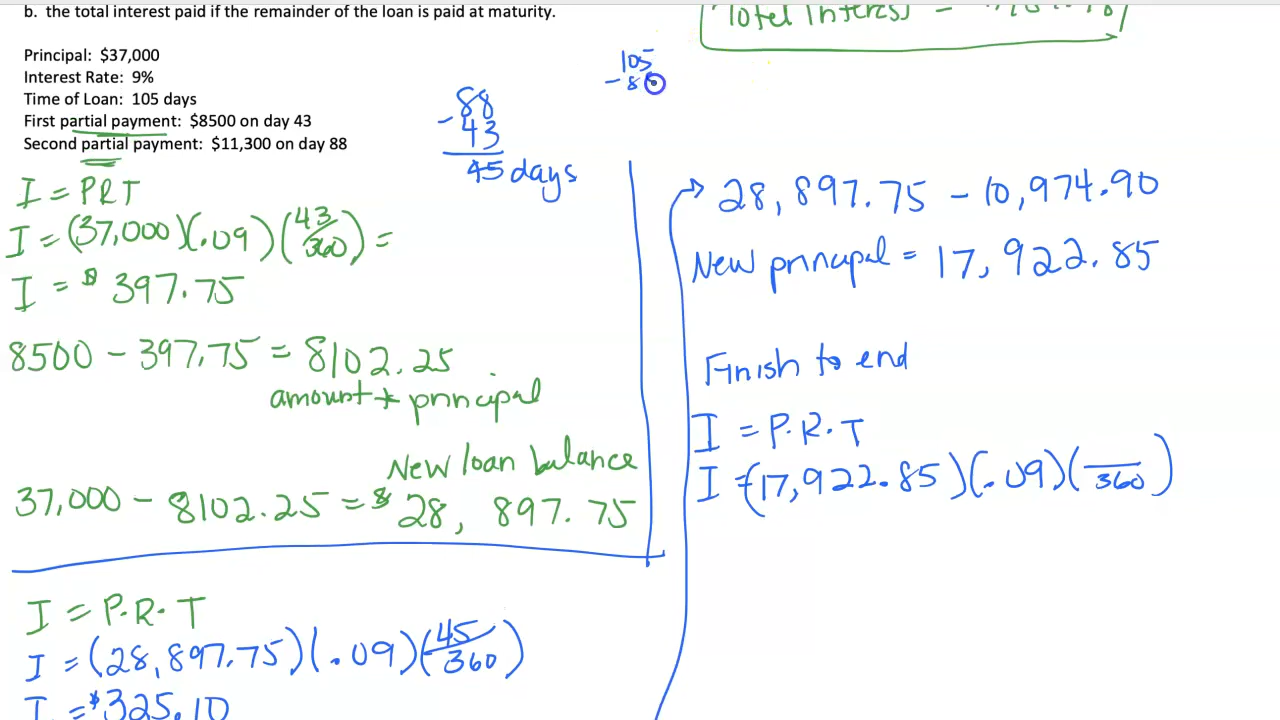 b. the total interest paid if the remainder of the loan is paid at maturity.
Total Interest =
Principal: $37,000
Interest Rate: 9%
Time of Loan: 105 days
First partial payment: $8500 on day 43
Second partial payment: $11,300 on day 88
88
- 43
45 days
105
- 88
I = PRT
I = (37,000)(.09)(43/360) =
I = $ 397.75
8500 - 397.75 = 8102.25
amount + principal
New loan balance
37,000 - 8102.25 = $ 28,897.75
I = P.R.T
I = (28,897.75)(.09)(45/360)
I = $325.10
28,897.75 - 10,974.90
New principal = 17,922.85
Finish to end
I = P.R.T
I = (17,922.85)(.09)( /360)